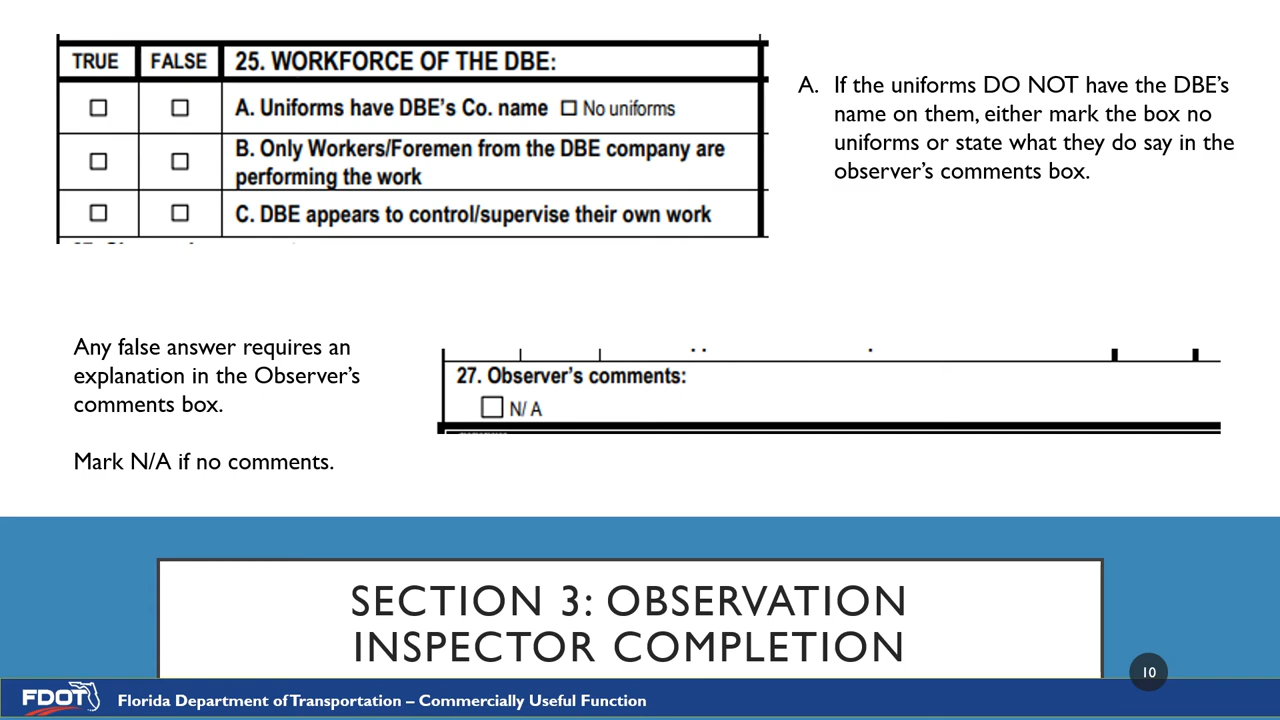 TRUE FALSE 25. WORKFORCE OF THE DBE:
A. Uniforms have DBE's Co. name No uniforms
B. Only Workers/Foremen from the DBE company are
performing the work
C. DBE appears to control/supervise their own work
A. If the uniforms DO NOT have the DBE's
name on them, either mark the box no
uniforms or state what they do say in the
observer's comments box.
Any false answer requires an
explanation in the Observer's
comments box.
Mark N/A if no comments.
27. Observer's comments:
N/ A
SECTION 3: OBSERVATION
INSPECTOR COMPLETION
10
FDOT Florida Department of Transportation – Commercially Useful Function